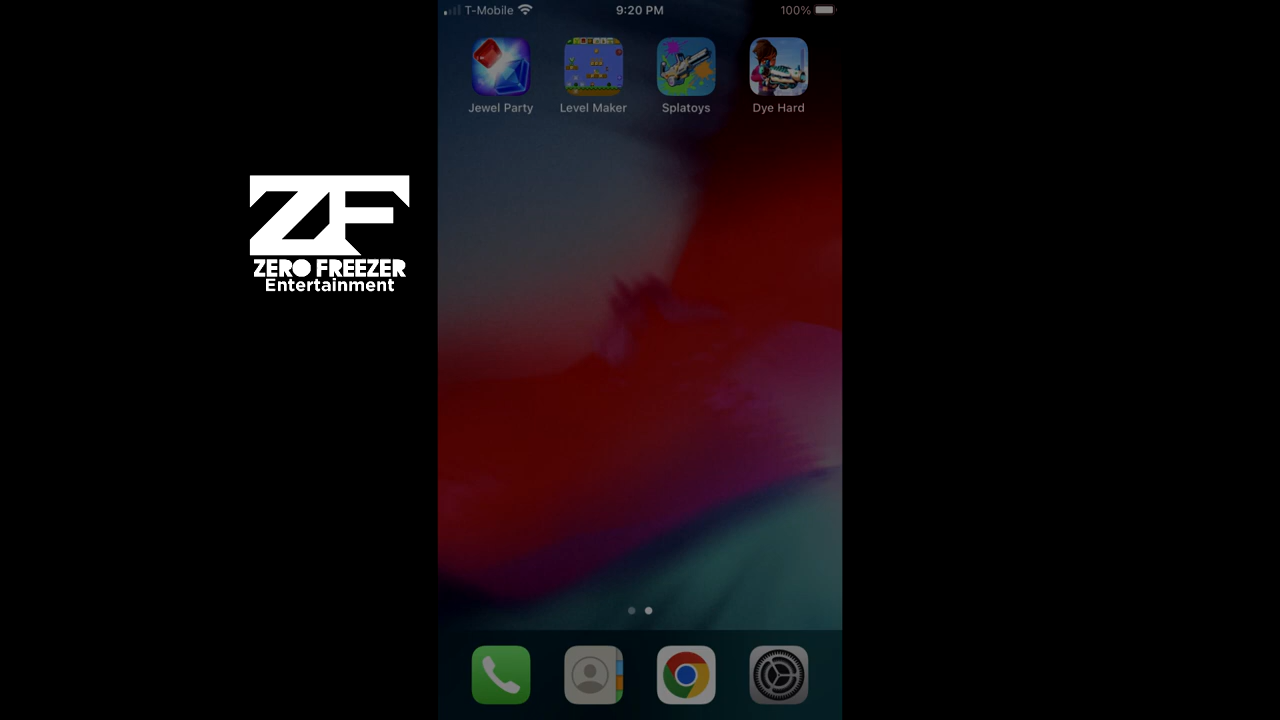 T-Mobile 9:20 PM 100%
Jewel Party Level Maker Splatoys Dye Hard
ZF
ZERO FREEZER
Entertainment